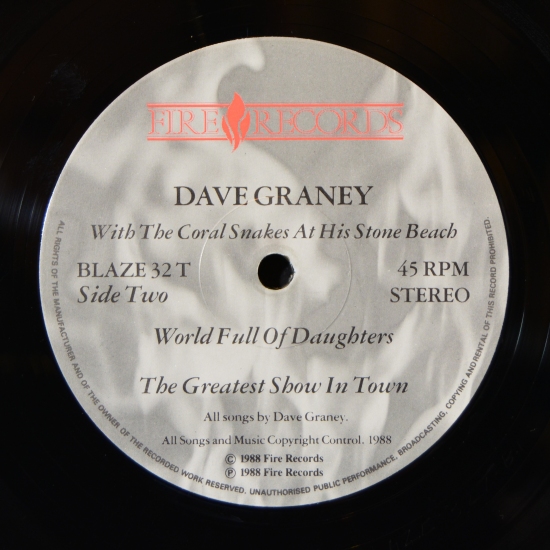 FIRE RECORDS
DAVE GRANEY
With The Coral Snakes At His Stone Beach
BLAZE 32 T
45 RPM
Side Two
STEREO
World Full Of Daughters
The Greatest Show In Town
All songs by Dave Graney.
All Songs and Music Copyright Control. 1988
© 1988 Fire Records
℗ 1988 Fire Records
ALL RIGHTS OF THE MANUFACTURER AND OF THE OWNER OF THE RECORDED WORK RESERVED. UNAUTHORISED PUBLIC PERFORMANCE, BROADCASTING, COPYING AND RENTAL OF THIS RECORD PROHIBITED.